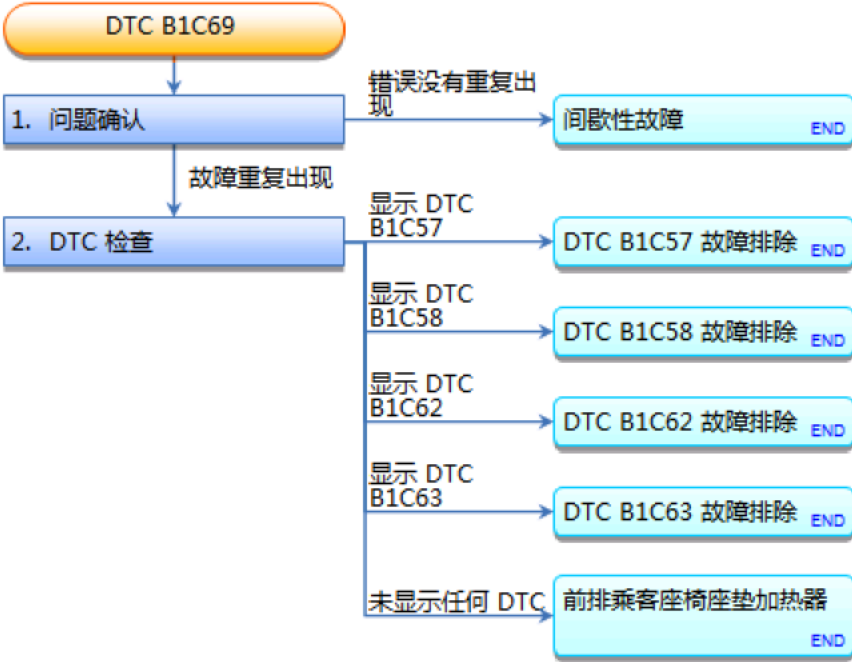 DTC B1C69
错误没有重复出
现
1. 问题确认
间歇性故障
END
故障重复出现
显示 DTC
B1C57
2. DTC 检查
DTC B1C57 故障排除
END
显示 DTC
B1C58
DTC B1C58 故障排除
END
显示 DTC
B1C62
DTC B1C62 故障排除
END
显示 DTC
B1C63
DTC B1C63 故障排除
END
未显示任何 DTC
前排乘客座椅座垫加热器
END